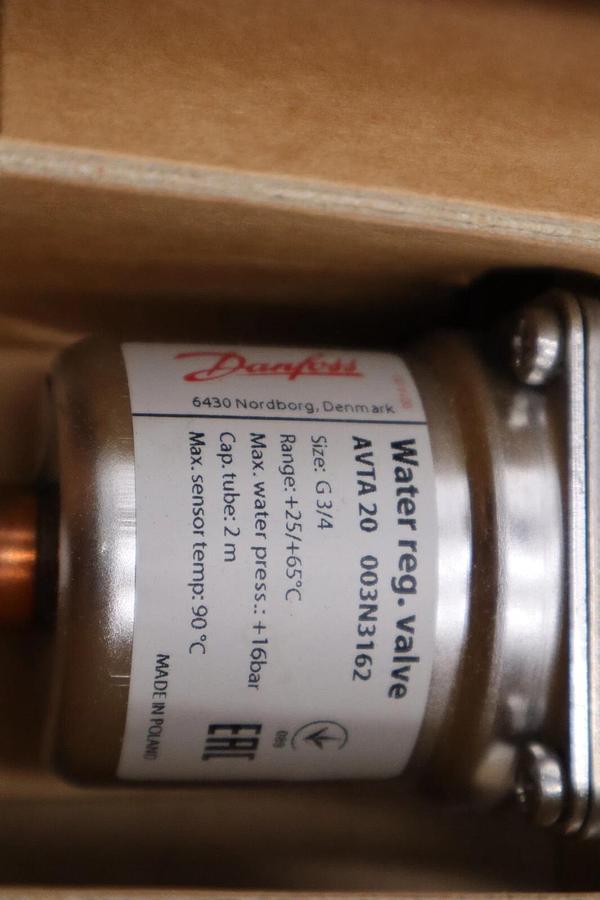 Danfoss
6430 Nordborg, Denmark
Water reg. valve
AVTA 20 003N3162
Size: G 3/4
Range: +25/+65°C
Max. water press.: +16bar
Cap. tube: 2 m
Max. sensor temp: 90 °C
089
EAC
MADE IN POLAND